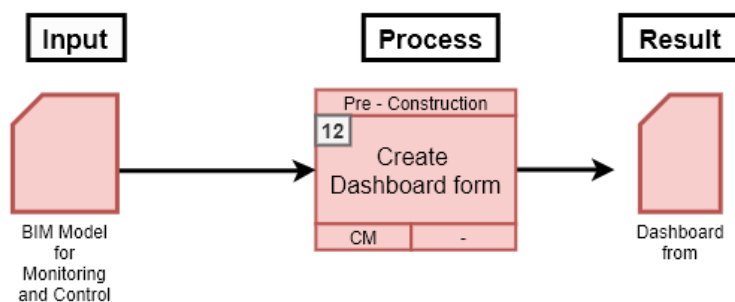 Input
Process
Result
Pre - Construction
12
Create
Dashboard form
CM
-
BIM Model
for
Monitoring
and Control
Dashboard
from